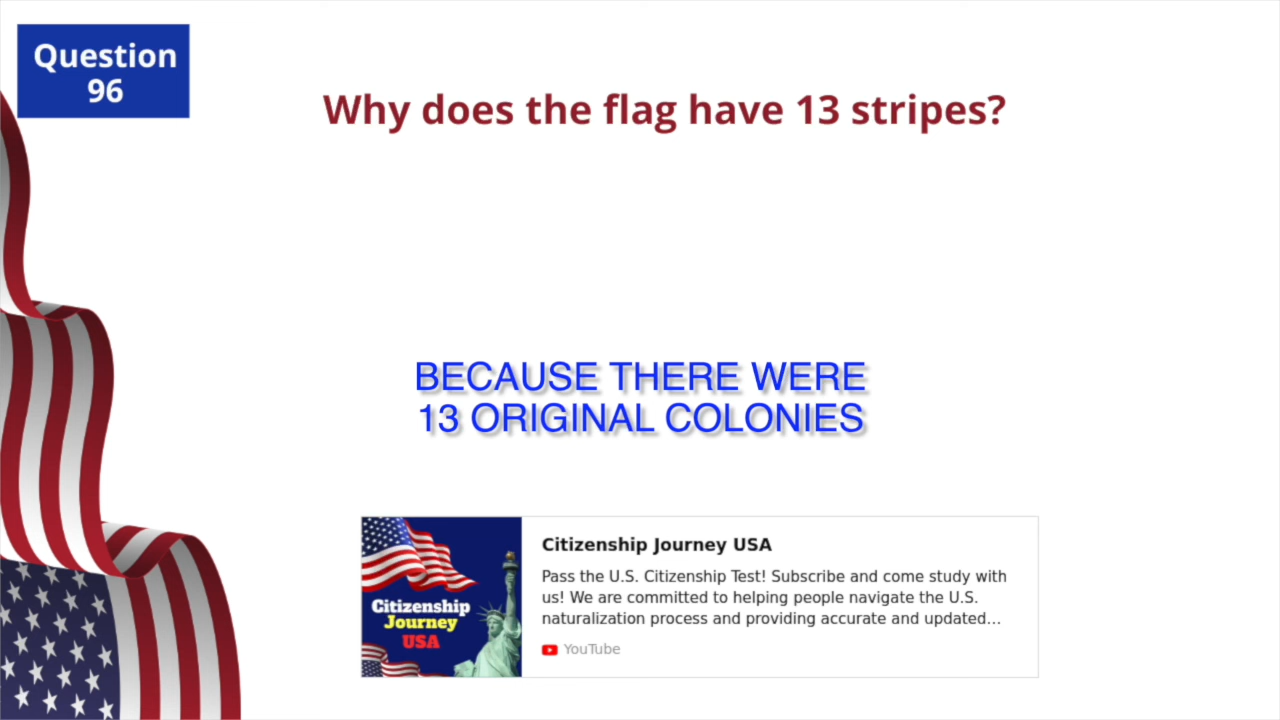 Question
96
Why does the flag have 13 stripes?
BECAUSE THERE WERE
13 ORIGINAL COLONIES
Citizenship
Journey
USA
Citizenship Journey USA
Pass the U.S. Citizenship Test! Subscribe and come study with
us! We are committed to helping people navigate the U.S.
naturalization process and providing accurate and updated...
YouTube